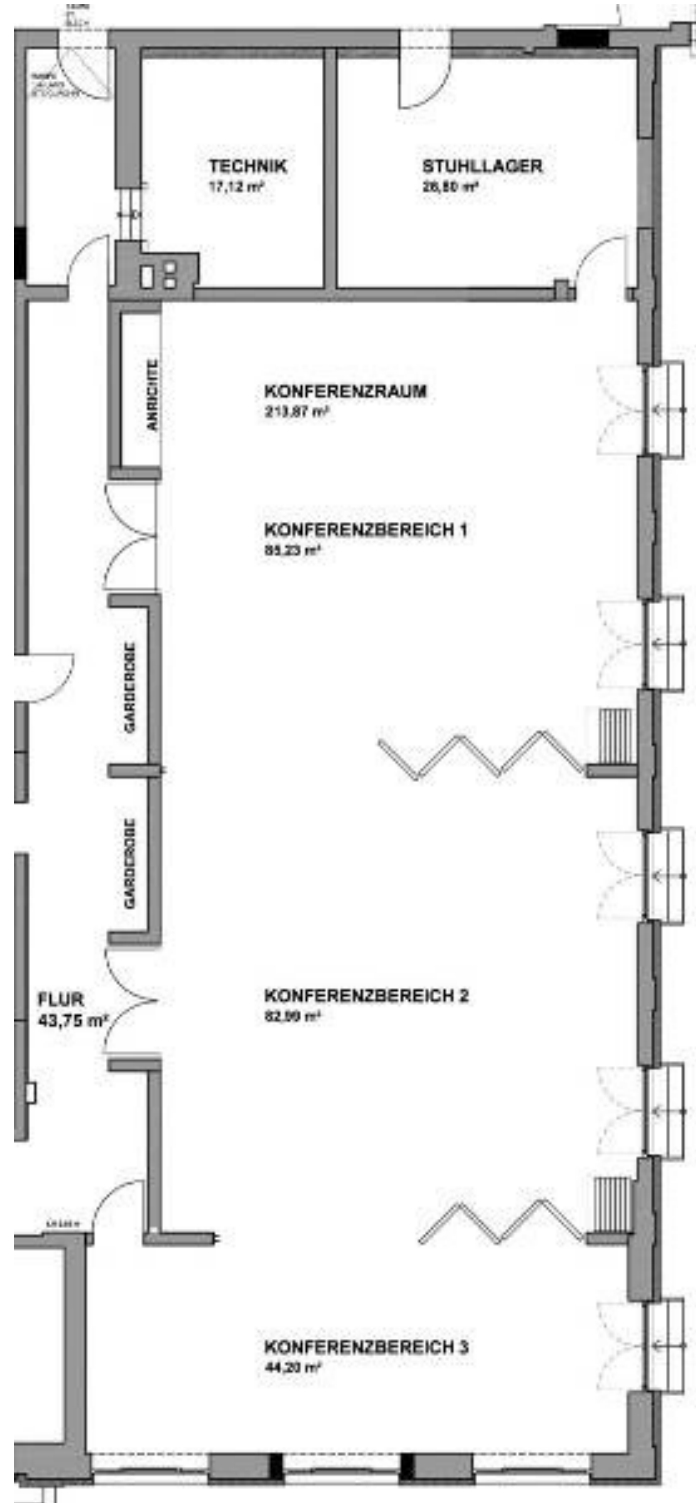 TECHNIK
17,12 m²
STUHLLAGER
26,80 m²
ANRICHTE
KONFERENZRAUM
213,87 m²
KONFERENZBEREICH 1
85,23 m²
GARDEROBE
GARDEROBE
FLUR
43,75 m²
KONFERENZBEREICH 2
82,99 m²
KONFERENZBEREICH 3
44,20 m²